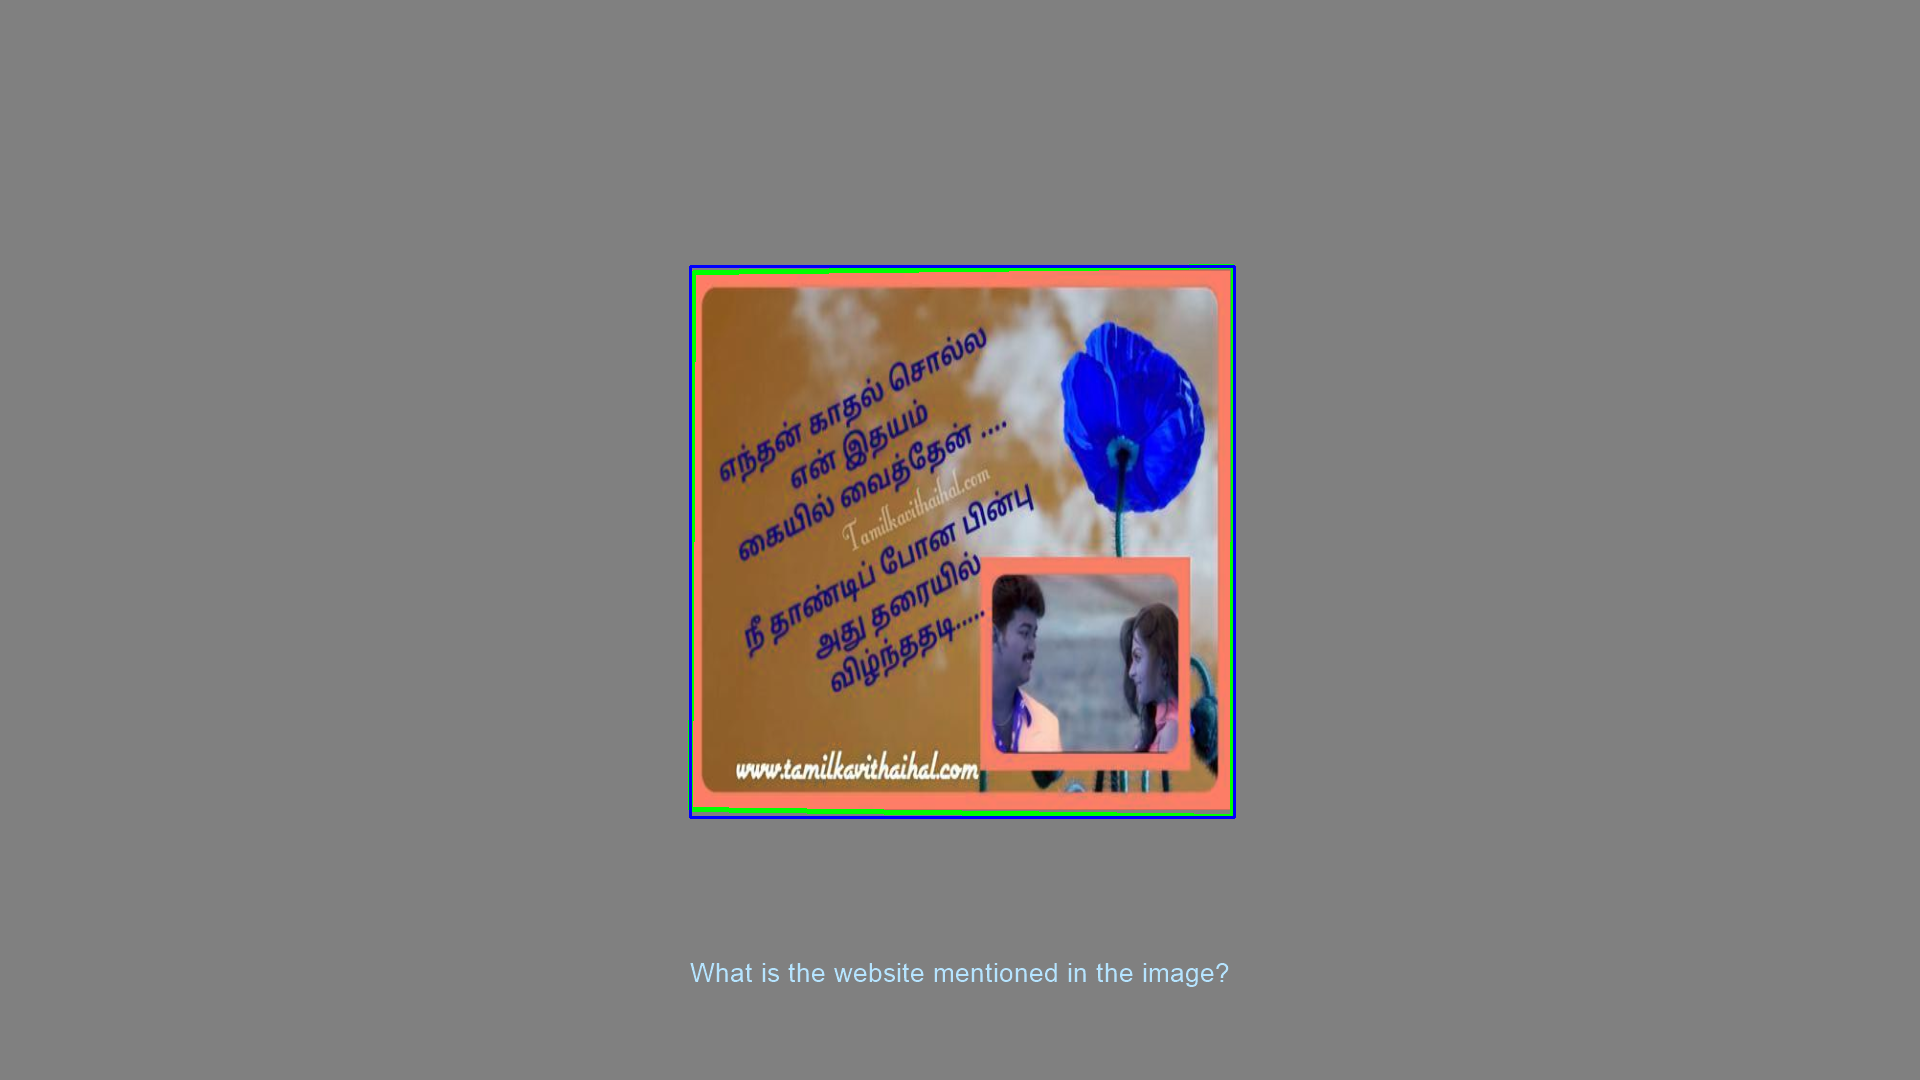 எந்தன் காதல் சொல்ல
என் இதயம்
கையில் வைத்தேன் ....
Tamilkavithaihal.com
நீ தாண்டிப் போன பின்பு
அது தரையில்
விழ்ந்ததடி.....
www.tamilkavithaihal.com
What is the website mentioned in the image?